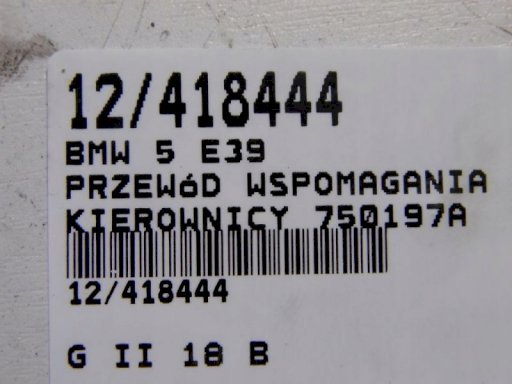 12/418444
BMW 5 E39
PRZEWóD WSPOMAGANIA
KIEROWNICY 750197A
12/418444
G II 18 B